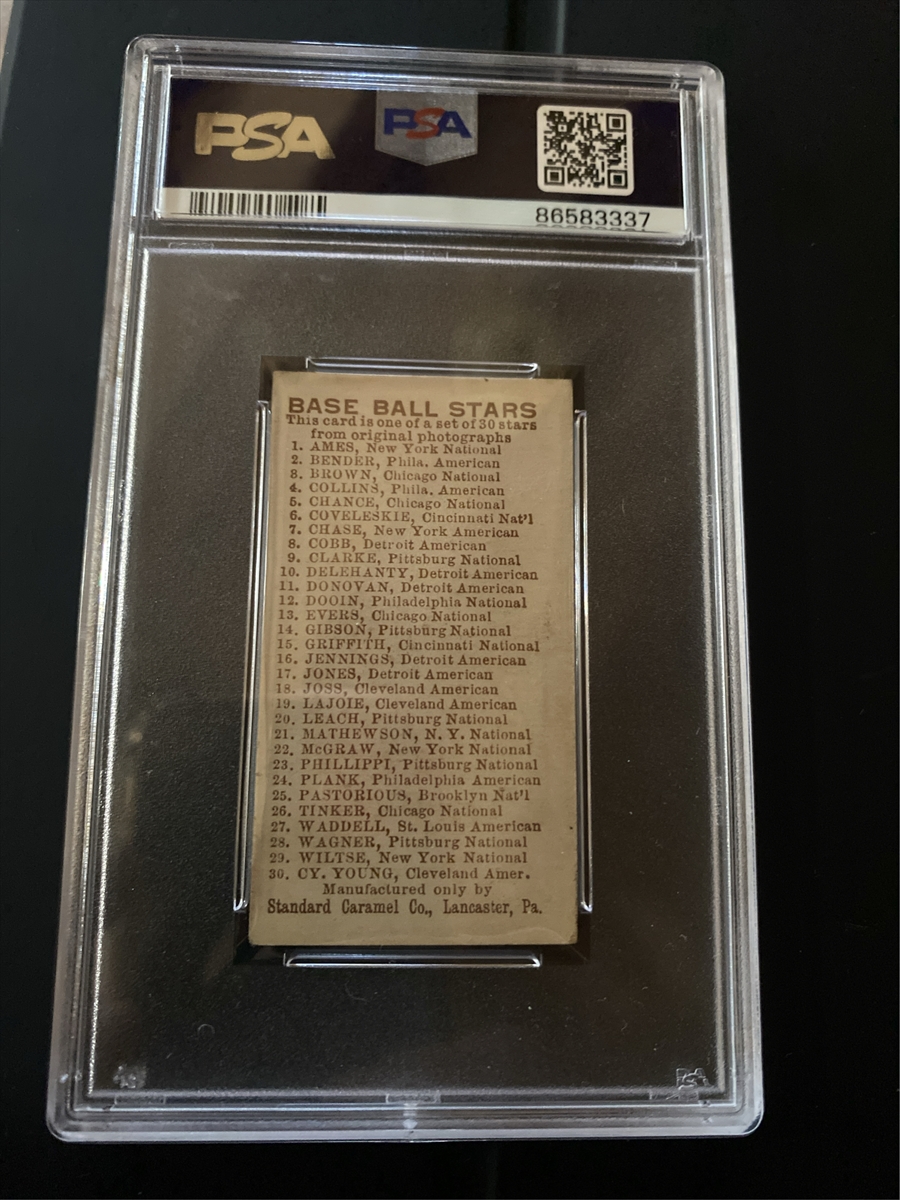 PSA
PSA
86583337
BASE BALL STARS
This card is one of a set of 30 stars
from original photographs
1. AMES, New York National
2. BENDER, Phila. American
3. BROWN, Chicago National
4. COLLINS, Phila. American
5. CHANCE, Chicago National
6. COVELESKIE, Cincinnati Nat'l
7. CHASE, New York American
8. COBB, Detroit American
9. CLARKE, Pittsburg National
10. DELEHANTY, Detroit American
11. DONOVAN, Detroit American
12. DOOIN, Philadelphia National
13. EVERS, Chicago National
14. GIBSON, Pittsburg National
15. GRIFFITH, Cincinnati National
16. JENNINGS, Detroit American
17. JONES, Detroit American
18. JOSS, Cleveland American
19. LAJOIE, Cleveland American
20. LEACH, Pittsburg National
21. MATHEWSON, N. Y. National
22. McGRAW, New York National
23. PHILLIPPI, Pittsburg National
24. PLANK, Philadelphia American
25. PASTORIOUS, Brooklyn Nat'l
26. TINKER, Chicago National
27. WADDELL, St. Louis American
28. WAGNER, Pittsburg National
29. WILTSE, New York National
30. CY. YOUNG, Cleveland Amer.
Manufactured only by
Standard Caramel Co., Lancaster, Pa.
PSA